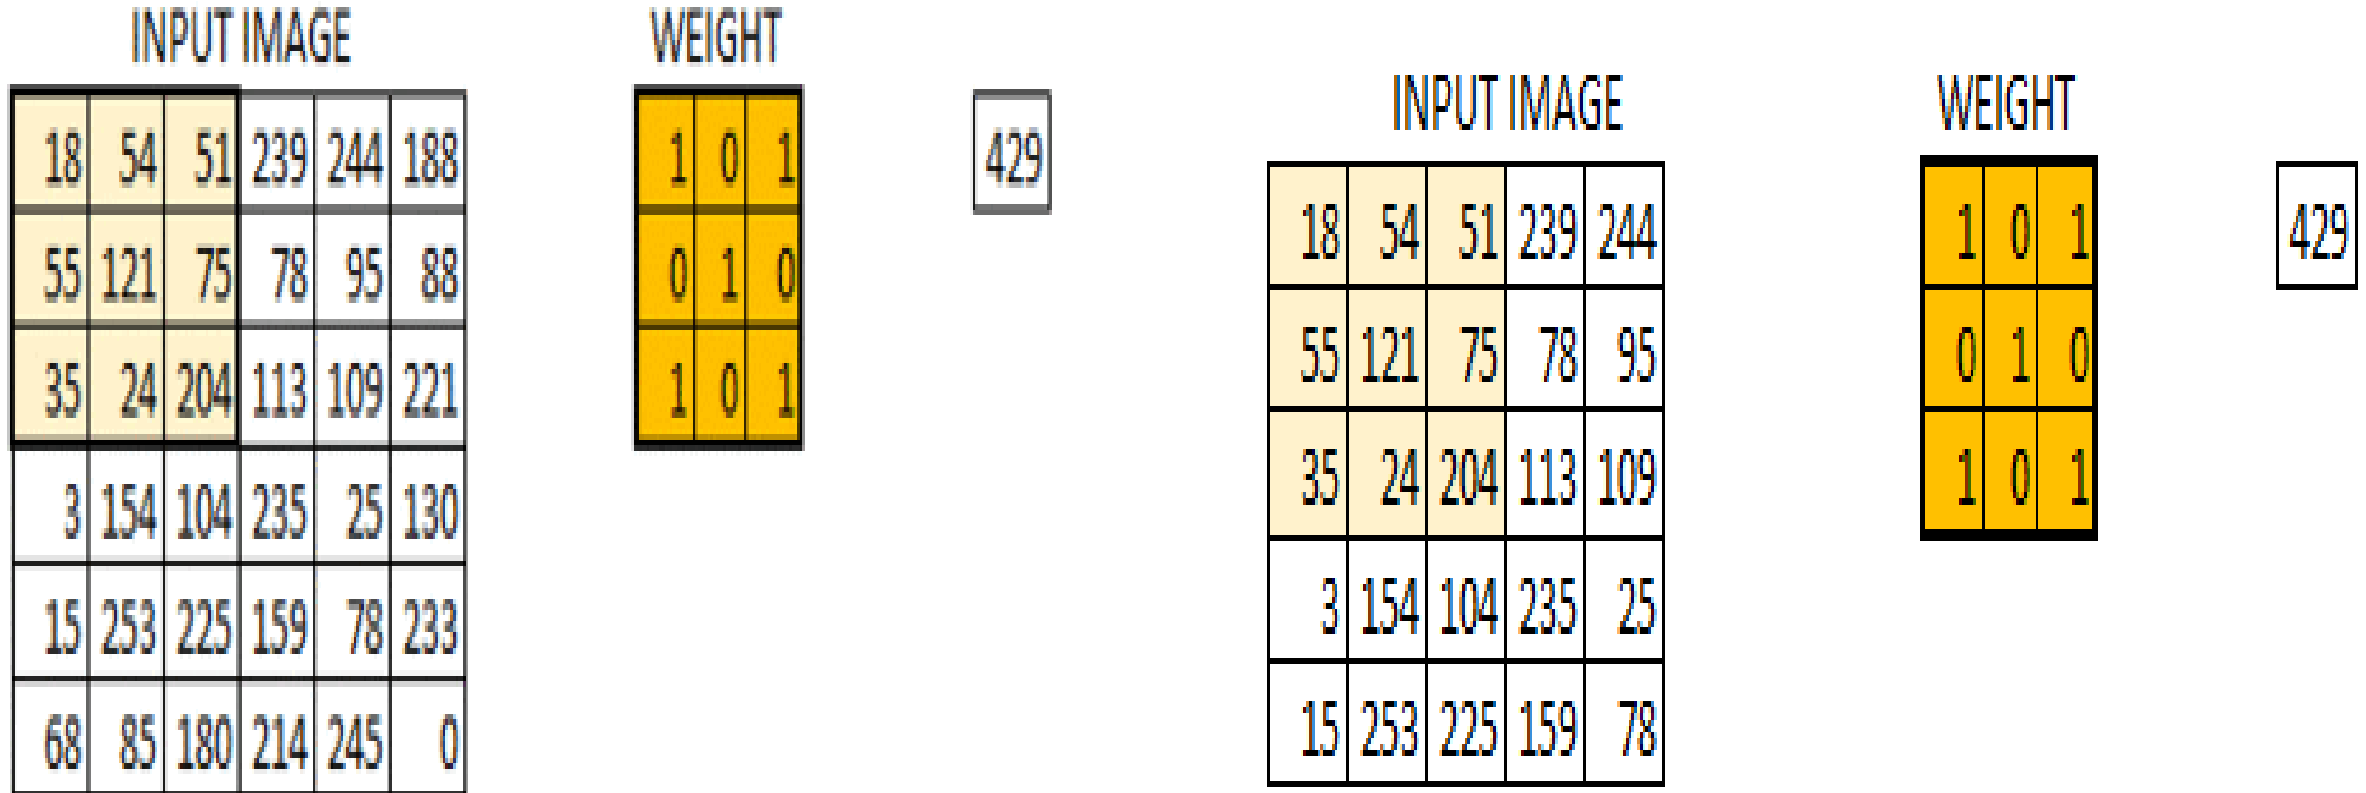 INPUT IMAGE
WEIGHT
18 54 51 239 244 188
55 121 75 78 95 88
35 24 204 113 109 221
3 154 104 235 25 130
15 253 225 159 78 233
68 85 180 214 245 0
1 0 1
0 1 0
1 0 1
429
INPUT IMAGE
WEIGHT
18 54 51 239 244
55 121 75 78 95
35 24 204 113 109
3 154 104 235 25
15 253 225 159 78
1 0 1
0 1 0
1 0 1
429